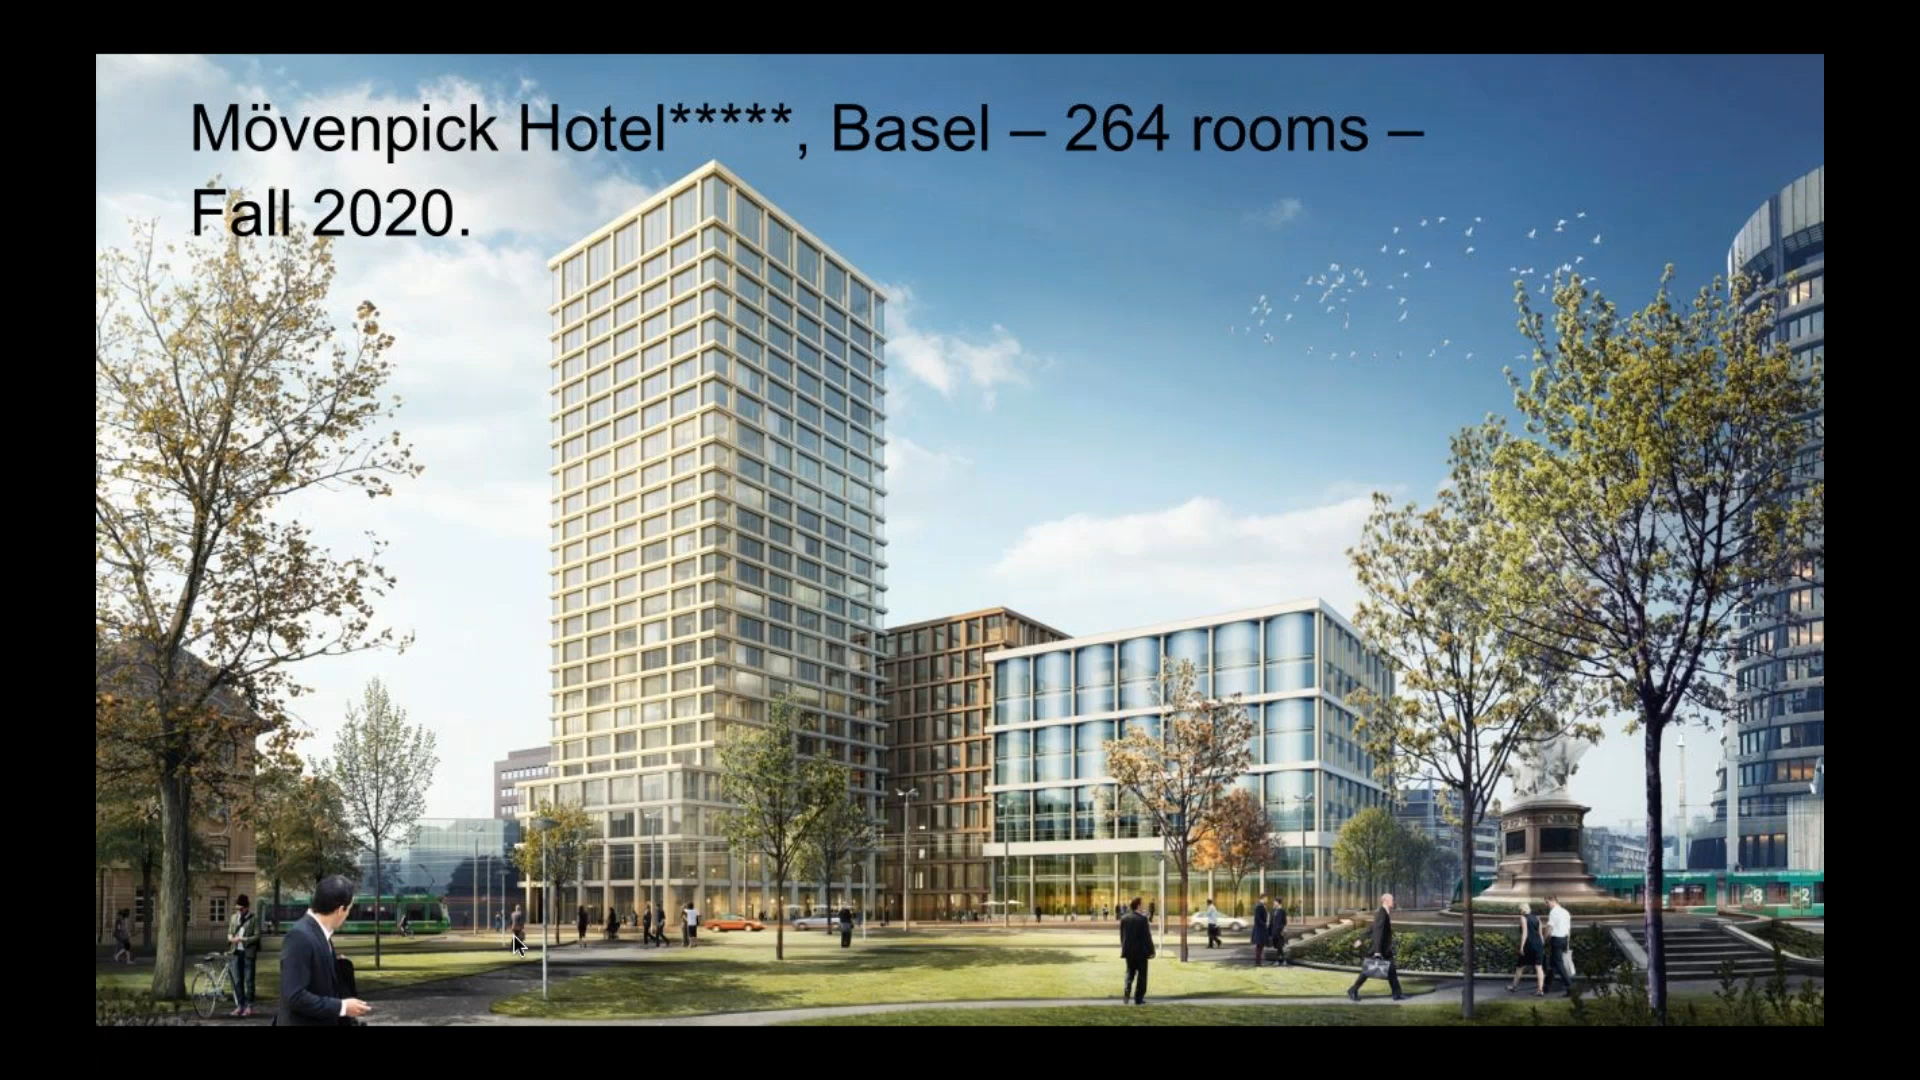 Mövenpick Hotel*****, Basel – 264 rooms –
Fall 2020.